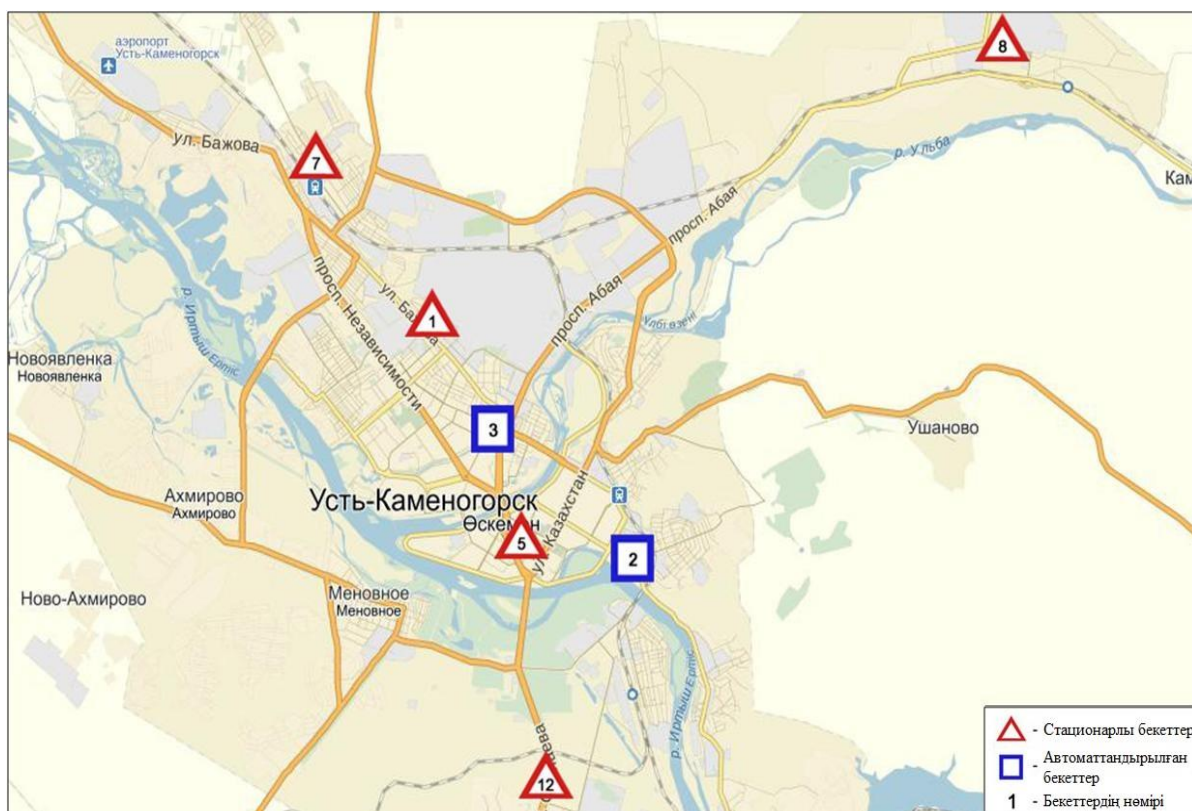 аэропорт
Усть-Каменогорск
8
ул. Бажова
7
р. Ульба
Кам
просп. Абая
р. Иртыш Ертіс
просп. Независимости
ул. Ба
ва
1
просп. Абая
Үлбі өзені
Новоявленка
Новоявленка
3
Ушаново
Ахмирово
Ахмирово
Усть-Каменогорск
Өскемен
5
ул. Казахстан
2
Ново-Ахмирово
Меновное
Меновное
р. Иртыш Ертіс
12
- Стационарлы бекеттер
- Автоматтандырылған
бекеттер
1 - Бекеттердің нөмірі